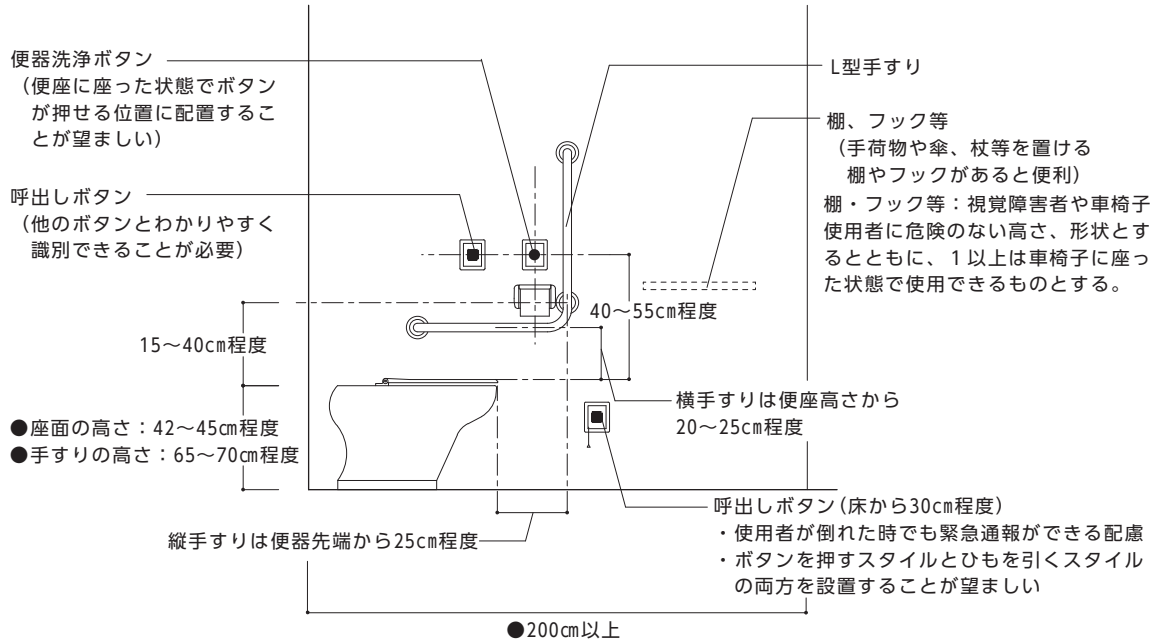 便器洗浄ボタン
（便座に座った状態でボタン
が押せる位置に配置するこ
とが望ましい）
呼出しボタン
（他のボタンとわかりやすく
識別できることが必要）
15～40cm程度
●座面の高さ：42～45cm程度
●手すりの高さ：65～70cm程度
縦手すりは便器先端から25cm程度
L型手すり
棚、フック等
（手荷物や傘、杖等を置ける
棚やフックがあると便利）
棚・フック等：視覚障害者や車椅子
使用者に危険のない高さ、形状とす
るとともに、１以上は車椅子に座っ
た状態で使用できるものとする。
40～55cm程度
横手すりは便座高さから
20～25cm程度
呼出しボタン（床から30cm程度）
・使用者が倒れた時でも緊急通報ができる配慮
・ボタンを押すスタイルとひもを引くスタイル
の両方を設置することが望ましい
●200cm以上